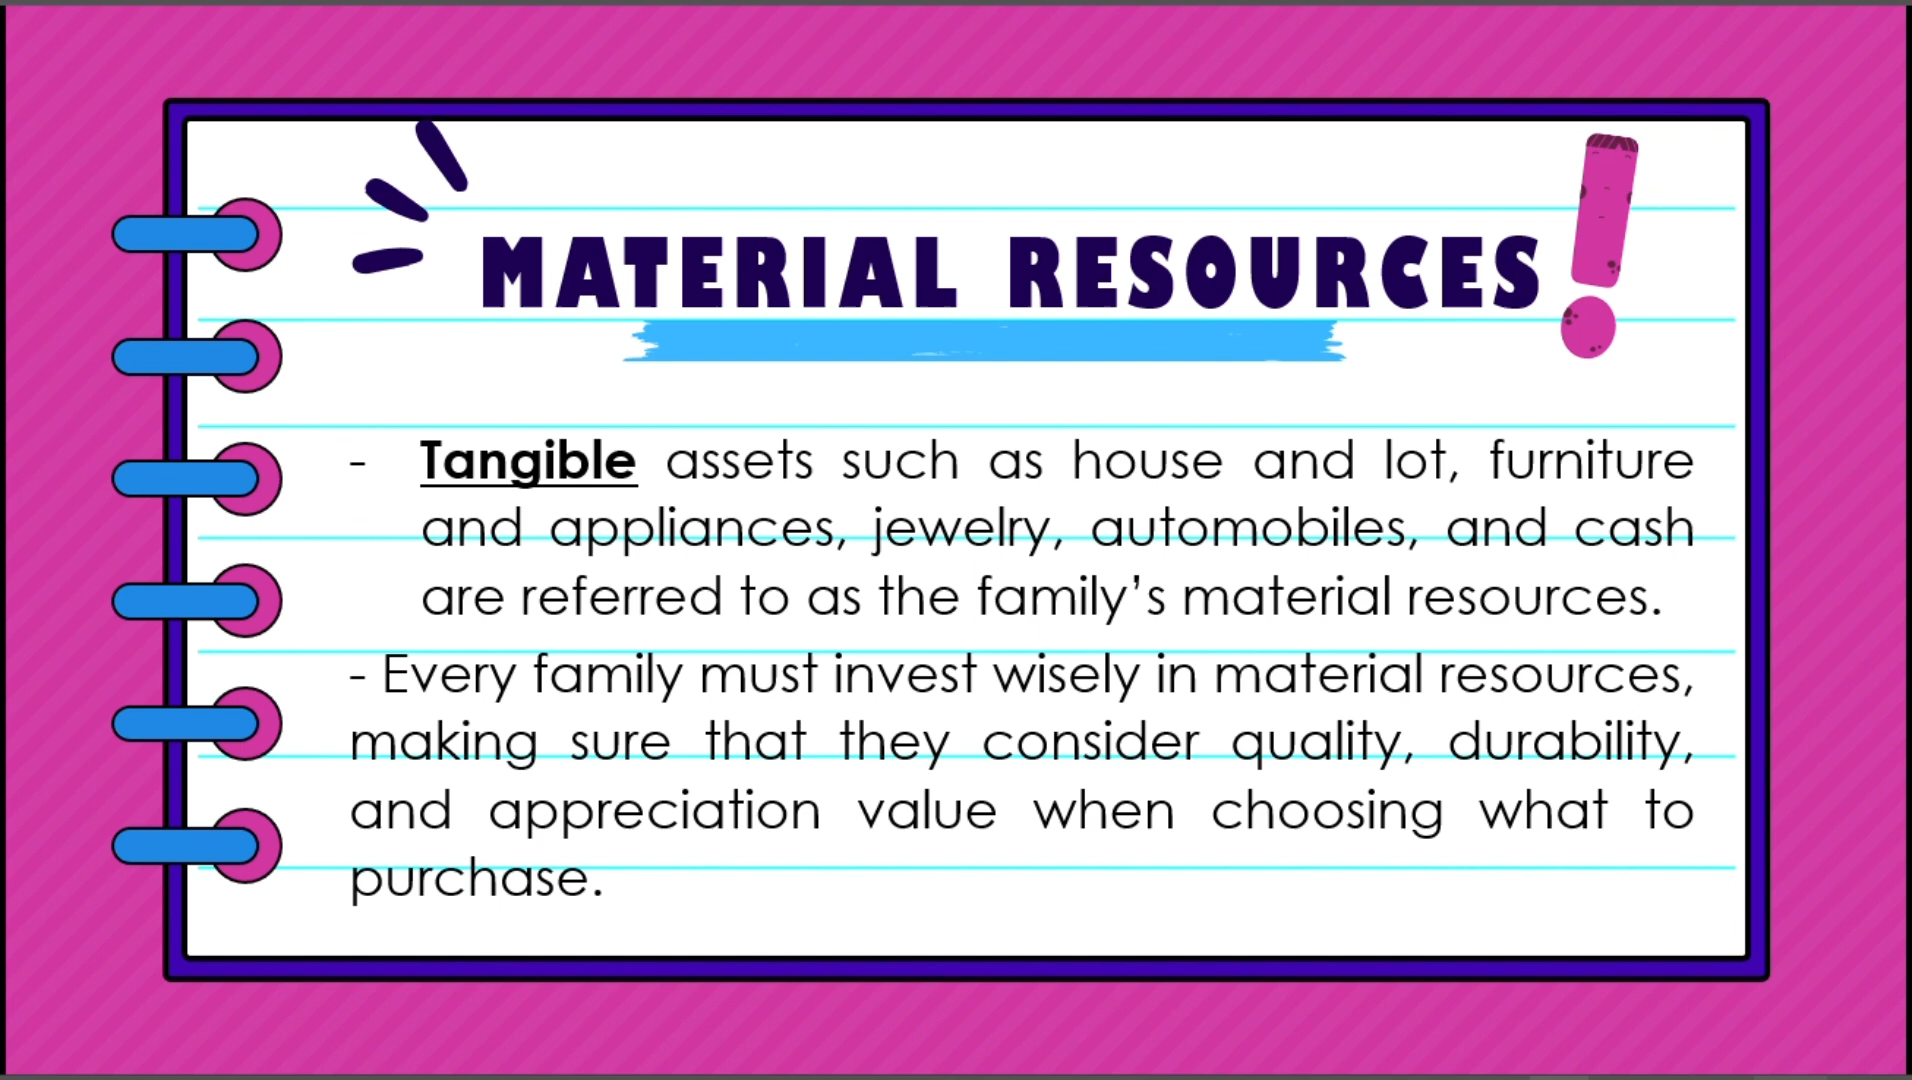 MATERIAL RESOURCES
- Tangible assets such as house and lot, furniture
and appliances, jewelry, automobiles, and cash
are referred to as the family’s material resources.
- Every family must invest wisely in material resources,
making sure that they consider quality, durability,
and appreciation value when choosing what to
purchase.